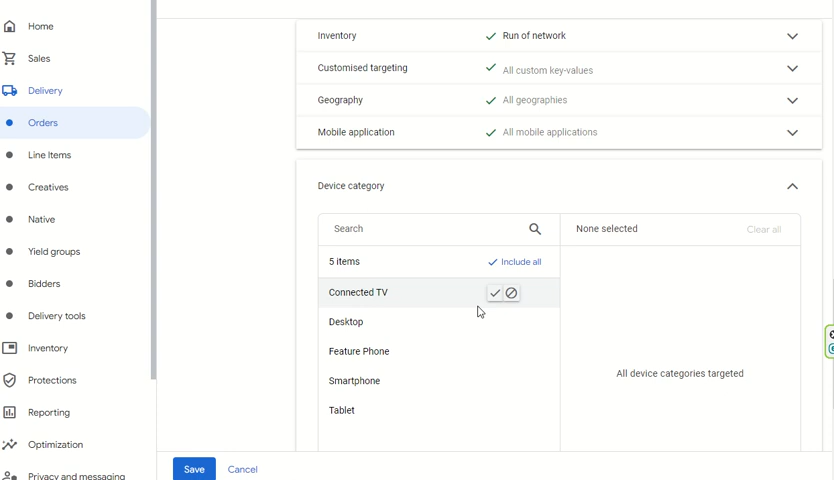 Home
Sales
Delivery
Orders
Line Items
Creatives
Native
Yield groups
Bidders
Delivery tools
Inventory
Protections
Reporting
Optimization
Privacy and messaging
Inventory Run of network
Customised targeting All custom key-values
Geography All geographies
Mobile application All mobile applications
Device category
Search
None selected Clear all
5 items Include all
Connected TV
Desktop
Feature Phone
Smartphone
Tablet
All device categories targeted
Save Cancel